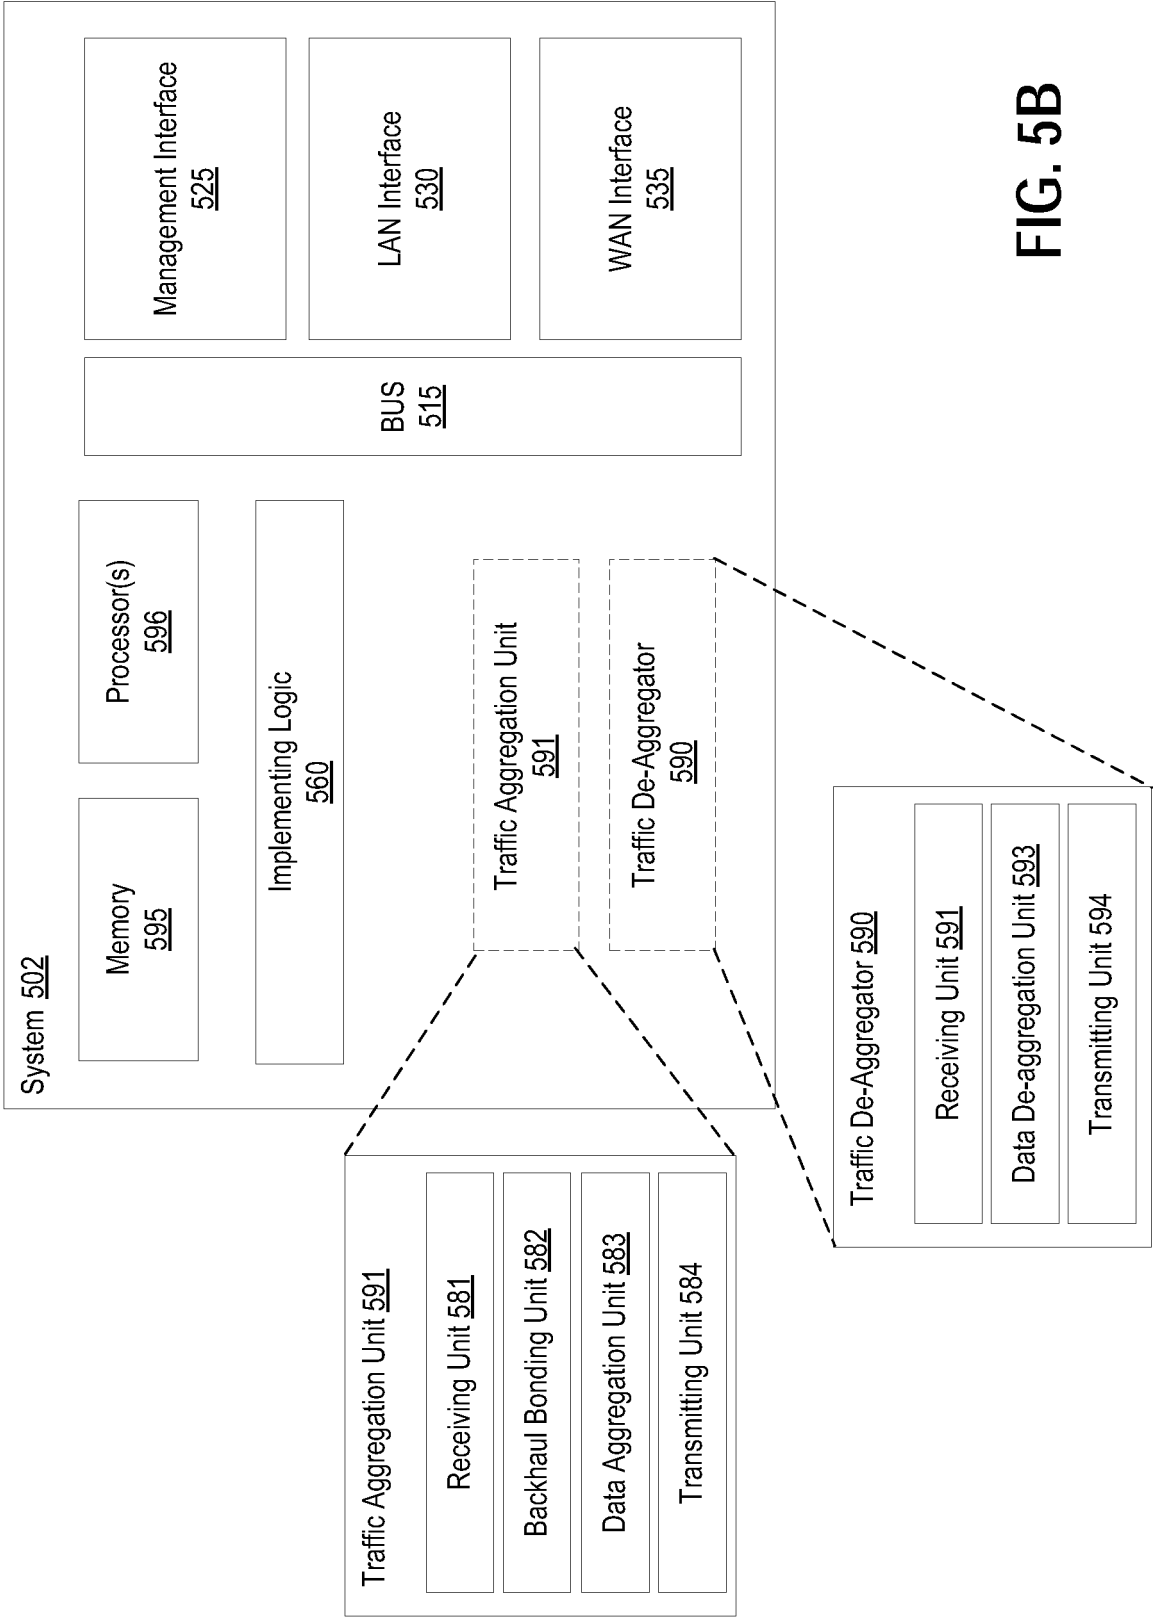 System 502
Memory
595
Processor(s)
596
Implementing Logic
560
BUS
515
Management Interface
525
LAN Interface
530
WAN Interface
535
Traffic Aggregation Unit
591
Traffic De-Aggregator
590
Traffic Aggregation Unit 591
Receiving Unit 581
Backhaul Bonding Unit 582
Data Aggregation Unit 583
Transmitting Unit 584
Traffic De-Aggregator 590
Receiving Unit 591
Data De-aggregation Unit 593
Transmitting Unit 594
FIG. 5B